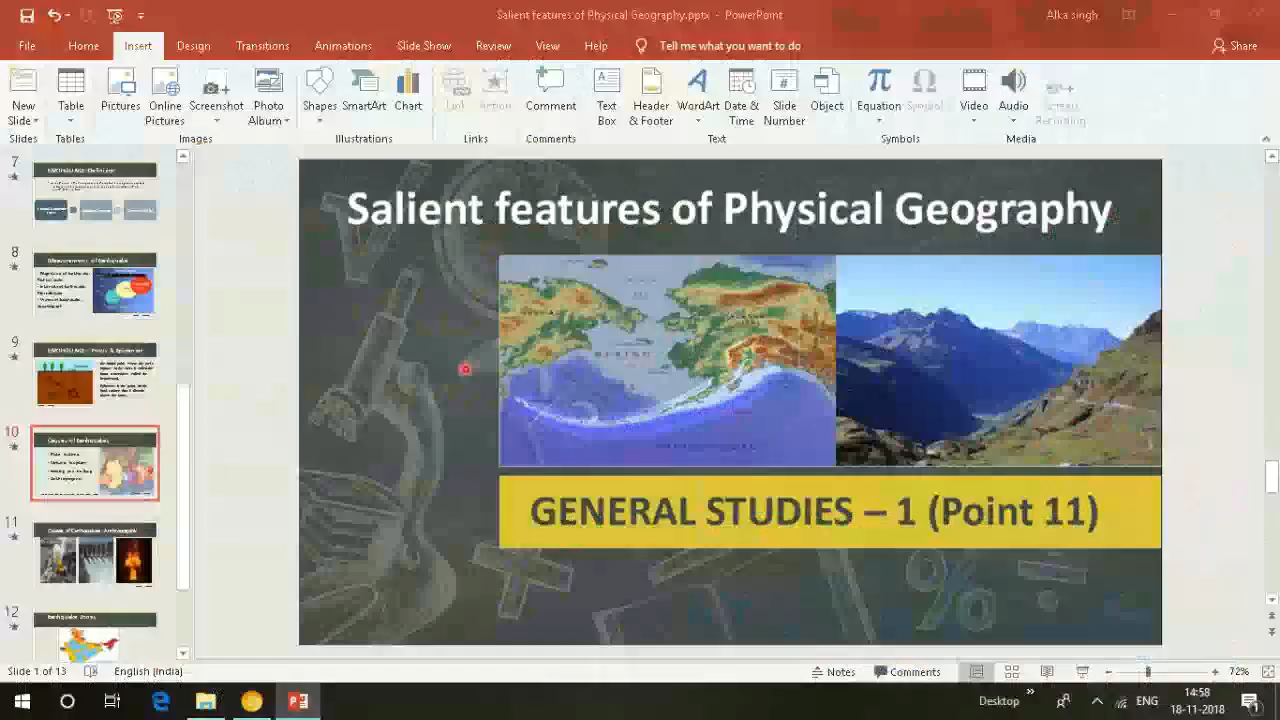 Salient features of Physical Geography.pptx - PowerPoint
Alka singh
File Home Insert Design Transitions Animations Slide Show Review View Help Tell me what you want to do Share
New Slide
Table
Pictures
Online Pictures
Screenshot
Photo Album
Shapes
SmartArt
Chart
Link
Action
Comment
Text Box
Header & Footer
WordArt
Date & Time
Slide Number
Object
Equation
Symbol
Video
Audio
Screen Recording
Slides Tables Images Illustrations Links Comments Text Symbols Media
7
8
9
10
11
12
Salient features of Physical Geography
GENERAL STUDIES – 1 (Point 11)
%
Slide 1 of 13 English (India) Notes Comments 72%
Desktop ENG 14:58
18-11-2018